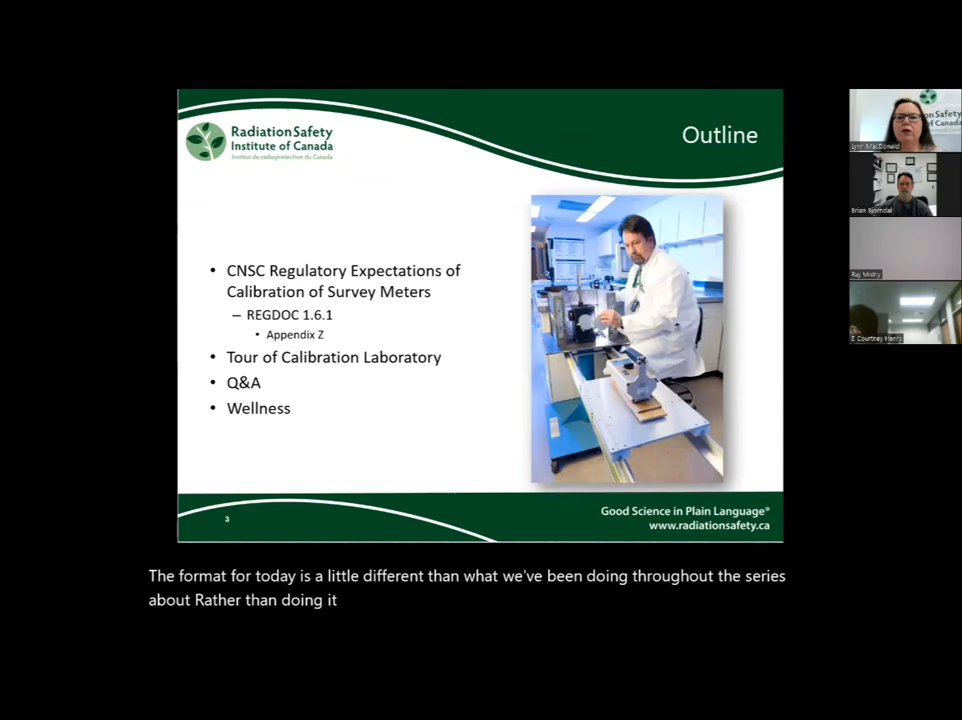 Radiation Safety
Institute of Canada
Institut de radioprotection du Canada
Outline
• CNSC Regulatory Expectations of
Calibration of Survey Meters
– REGDOC 1.6.1
• Appendix Z
• Tour of Calibration Laboratory
• Q&A
• Wellness
3
Good Science in Plain Language®
www.radiationsafety.ca
The format for today is a little different than what we've been doing throughout the series
about Rather than doing it
Safety
of Canada
Lynn MacDonald
Brian Bjorndal
Raj Mistry
E Courtney Henry